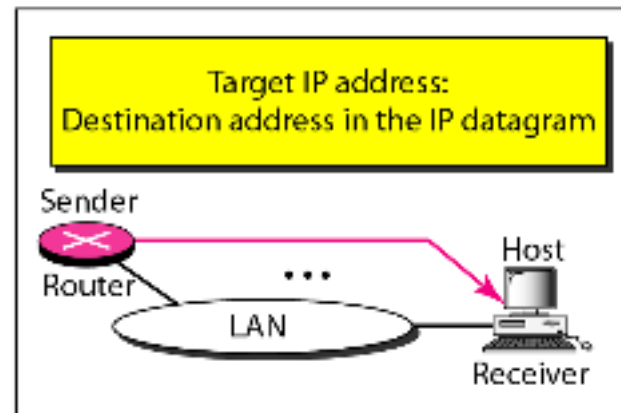 Target IP address:
Destination address in the IP datagram
Sender
Router
LAN
Host
Receiver